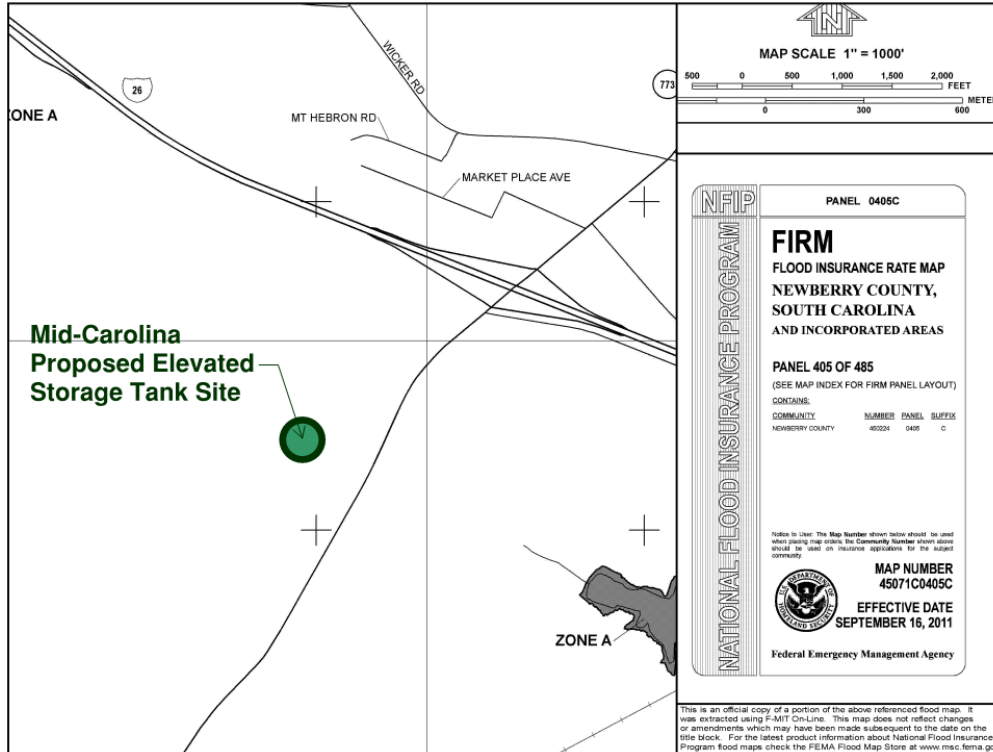 26
ZONE A
WICKER RD
MT HEBRON RD
MARKET PLACE AVE
773
Mid-Carolina
Proposed Elevated
Storage Tank Site
ZONE A
MAP SCALE 1" = 1000'
500 0 500 1,000 1,500 2,000
FEET
METE
0 300 600
NFIP
NATIONAL FLOOD INSURANCE PROGRAM
PANEL 0405C
FIRM
FLOOD INSURANCE RATE MAP
NEWBERRY COUNTY,
SOUTH CAROLINA
AND INCORPORATED AREAS
PANEL 405 OF 485
(SEE MAP INDEX FOR FIRM PANEL LAYOUT)
CONTAINS:
COMMUNITY NUMBER PANEL SUFFIX
NEWBERRY COUNTY 450224 0405 C
Notice to User: The Map Number shown below should be used
when placing map orders; the Community Number shown above
should be used on insurance applications for the subject
community.
MAP NUMBER
45071C0405C
EFFECTIVE DATE
SEPTEMBER 16, 2011
U.S. DEPARTMENT OF
HOMELAND SECURITY
Federal Emergency Management Agency
This is an official copy of a portion of the above referenced flood map. It
was extracted using F-MIT On-Line. This map does not reflect changes
or amendments which may have been made subsequent to the date on the
title block. For the latest product information about National Flood Insurance
Program flood maps check the FEMA Flood Map Store at www.msc.fema.go